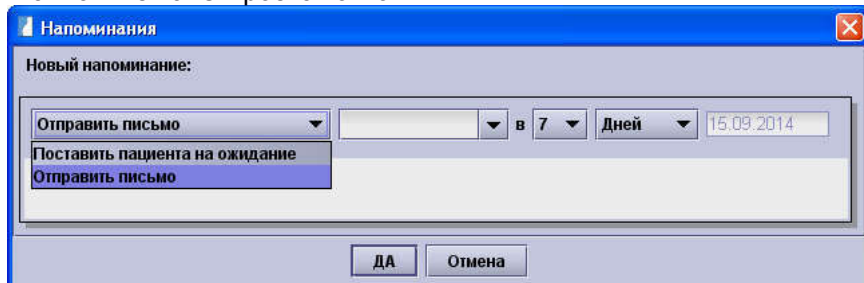 Напоминания
Новый напоминание:
Отправить письмо в 7 Дней 15.09.2014
Поставить пациента на ожидание
Отправить письмо
ДА Отмена